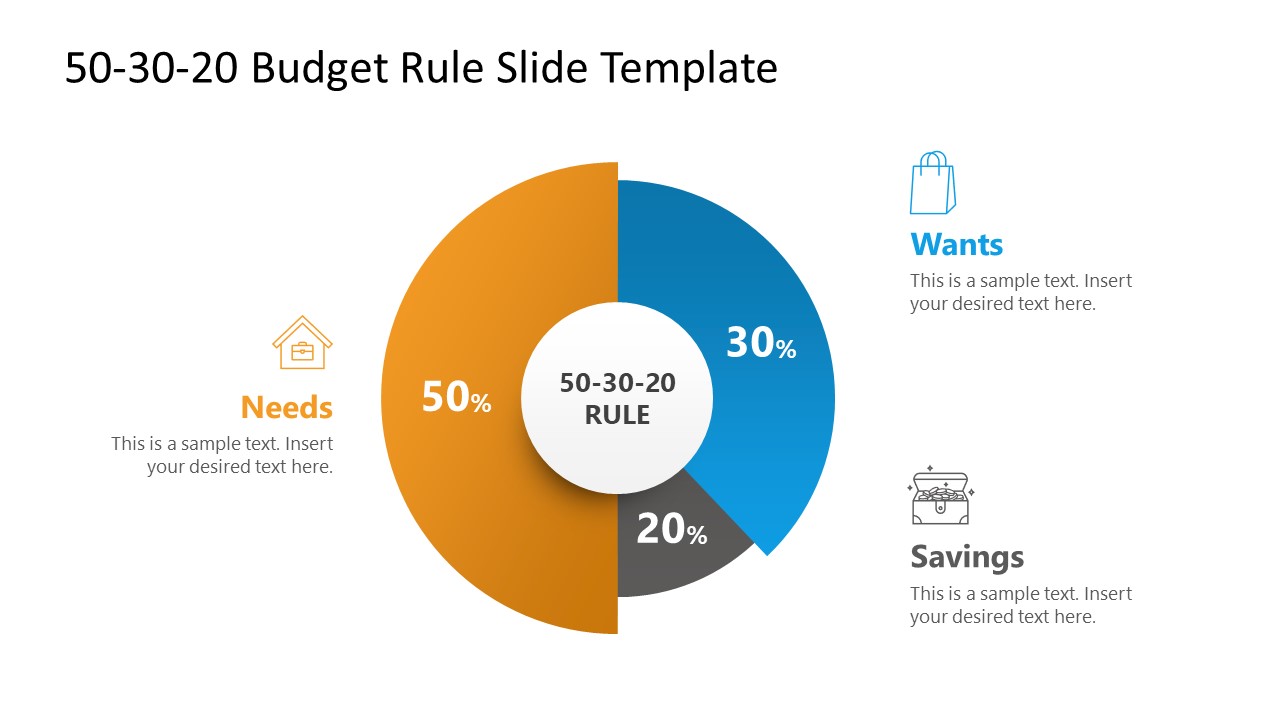 50-30-20 Budget Rule Slide Template
Wants
This is a sample text. Insert
your desired text here.
30%
Needs
This is a sample text. Insert
your desired text here.
50%
50-30-20
RULE
20%
Savings
This is a sample text. Insert
your desired text here.